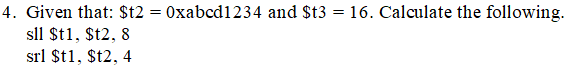 4. Given that: $t2 = 0xabcd1234 and $t3 = 16. Calculate the following.
sll $t1, $t2, 8
srl $t1, $t2, 4